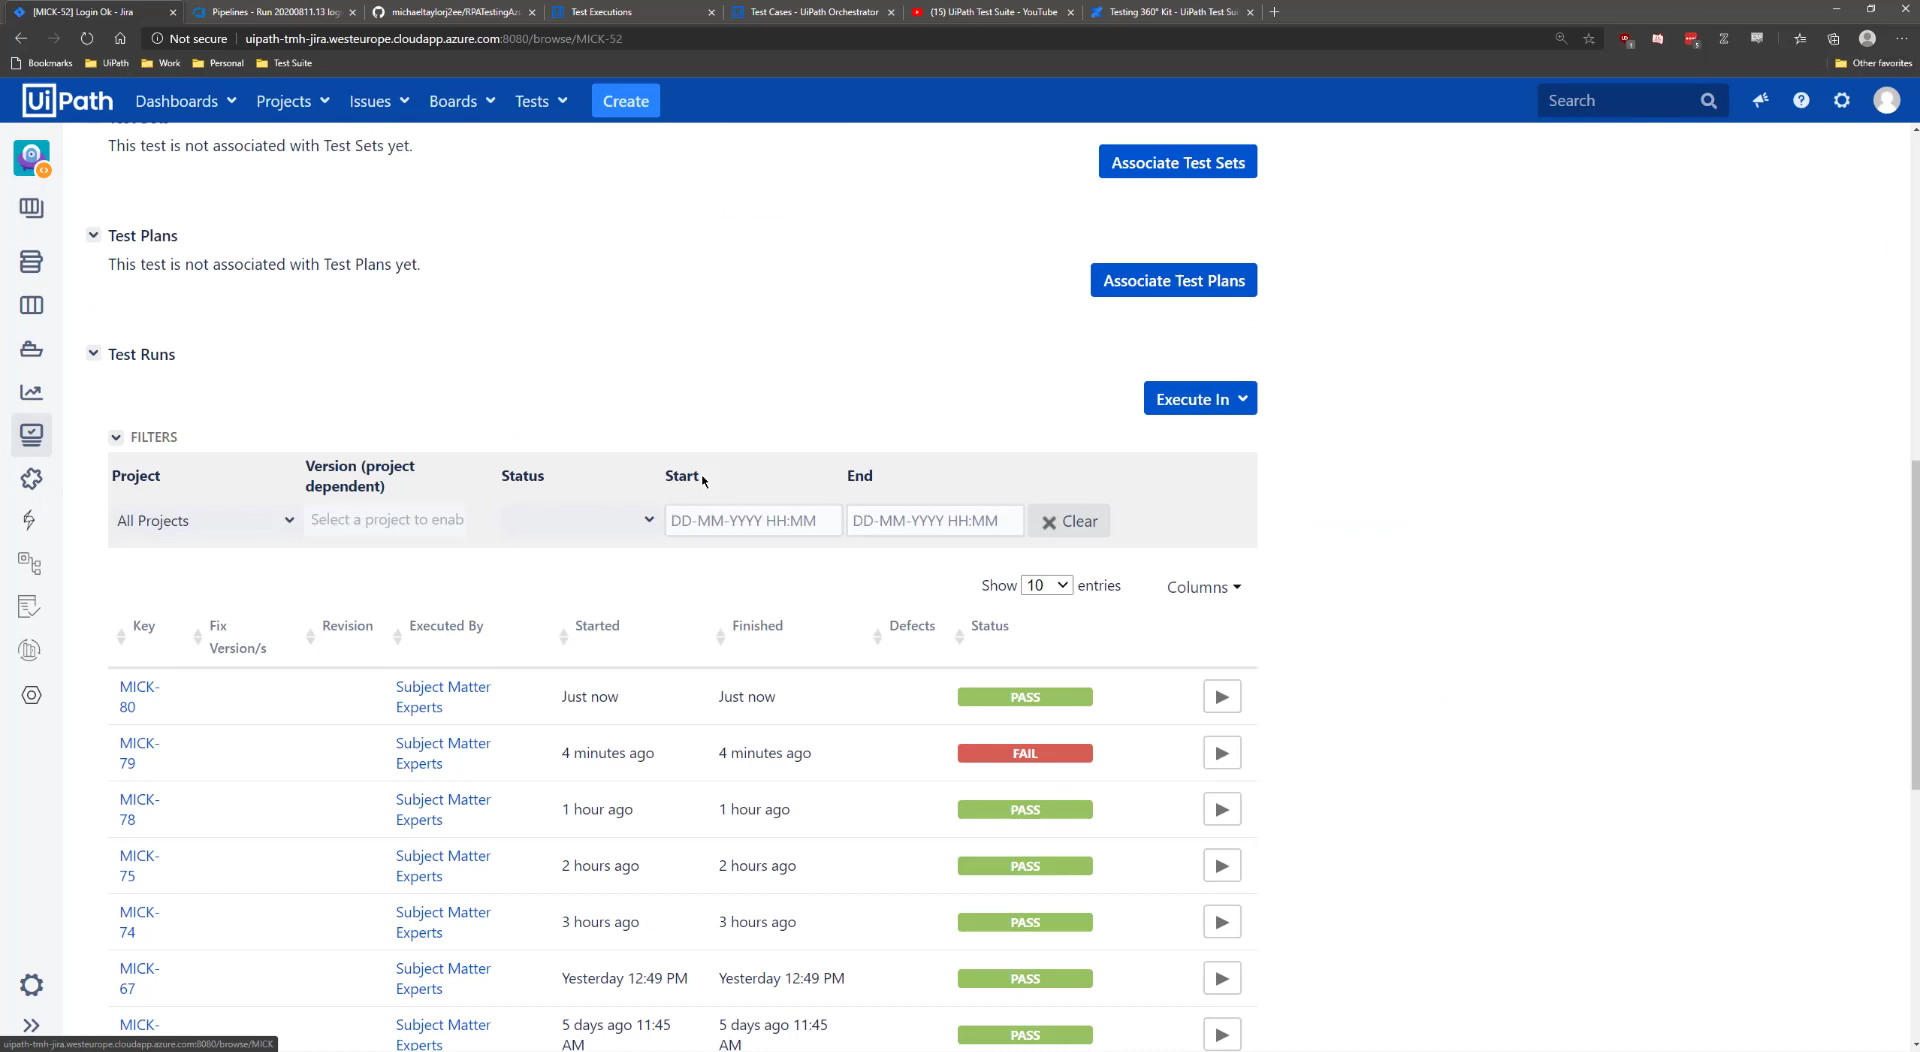 [MICK-52] Login Ok - Jira
Pipelines - Run 20200811.13 log
michaeltaylorj2ee/RPATestingAz
Test Executions
Test Cases - UiPath Orchestrator
(15) UiPath Test Suite - YouTube
Testing 360° Kit - UiPath Test Sui
Not secure
uipath-tmh-jira.westeurope.cloudapp.azure.com:8080/browse/MICK-52
Bookmarks
UiPath
Work
Personal
Test Suite
Other favorites
UiPath
Dashboards
Projects
Issues
Boards
Tests
Create
Search
This test is not associated with Test Sets yet.
Associate Test Sets
Test Plans
This test is not associated with Test Plans yet.
Associate Test Plans
Test Runs
Execute In
FILTERS
Project
Version (project
dependent)
Status
Start
End
All Projects
Select a project to enab
DD-MM-YYYY HH:MM
DD-MM-YYYY HH:MM
Clear
Show 10 entries
Columns
Key
Fix
Version/s
Revision
Executed By
Started
Finished
Defects
Status
MICK-
80
Subject Matter
Experts
Just now
Just now
PASS
MICK-
79
Subject Matter
Experts
4 minutes ago
4 minutes ago
FAIL
MICK-
78
Subject Matter
Experts
1 hour ago
1 hour ago
PASS
MICK-
75
Subject Matter
Experts
2 hours ago
2 hours ago
PASS
MICK-
74
Subject Matter
Experts
3 hours ago
3 hours ago
PASS
MICK-
67
Subject Matter
Experts
Yesterday 12:49 PM
Yesterday 12:49 PM
PASS
MICK-
Subject Matter
Experts
5 days ago 11:45
AM
5 days ago 11:45
AM
PASS
uipath-tmh-jira.westeurope.cloudapp.azure.com:8080/browse/MICK